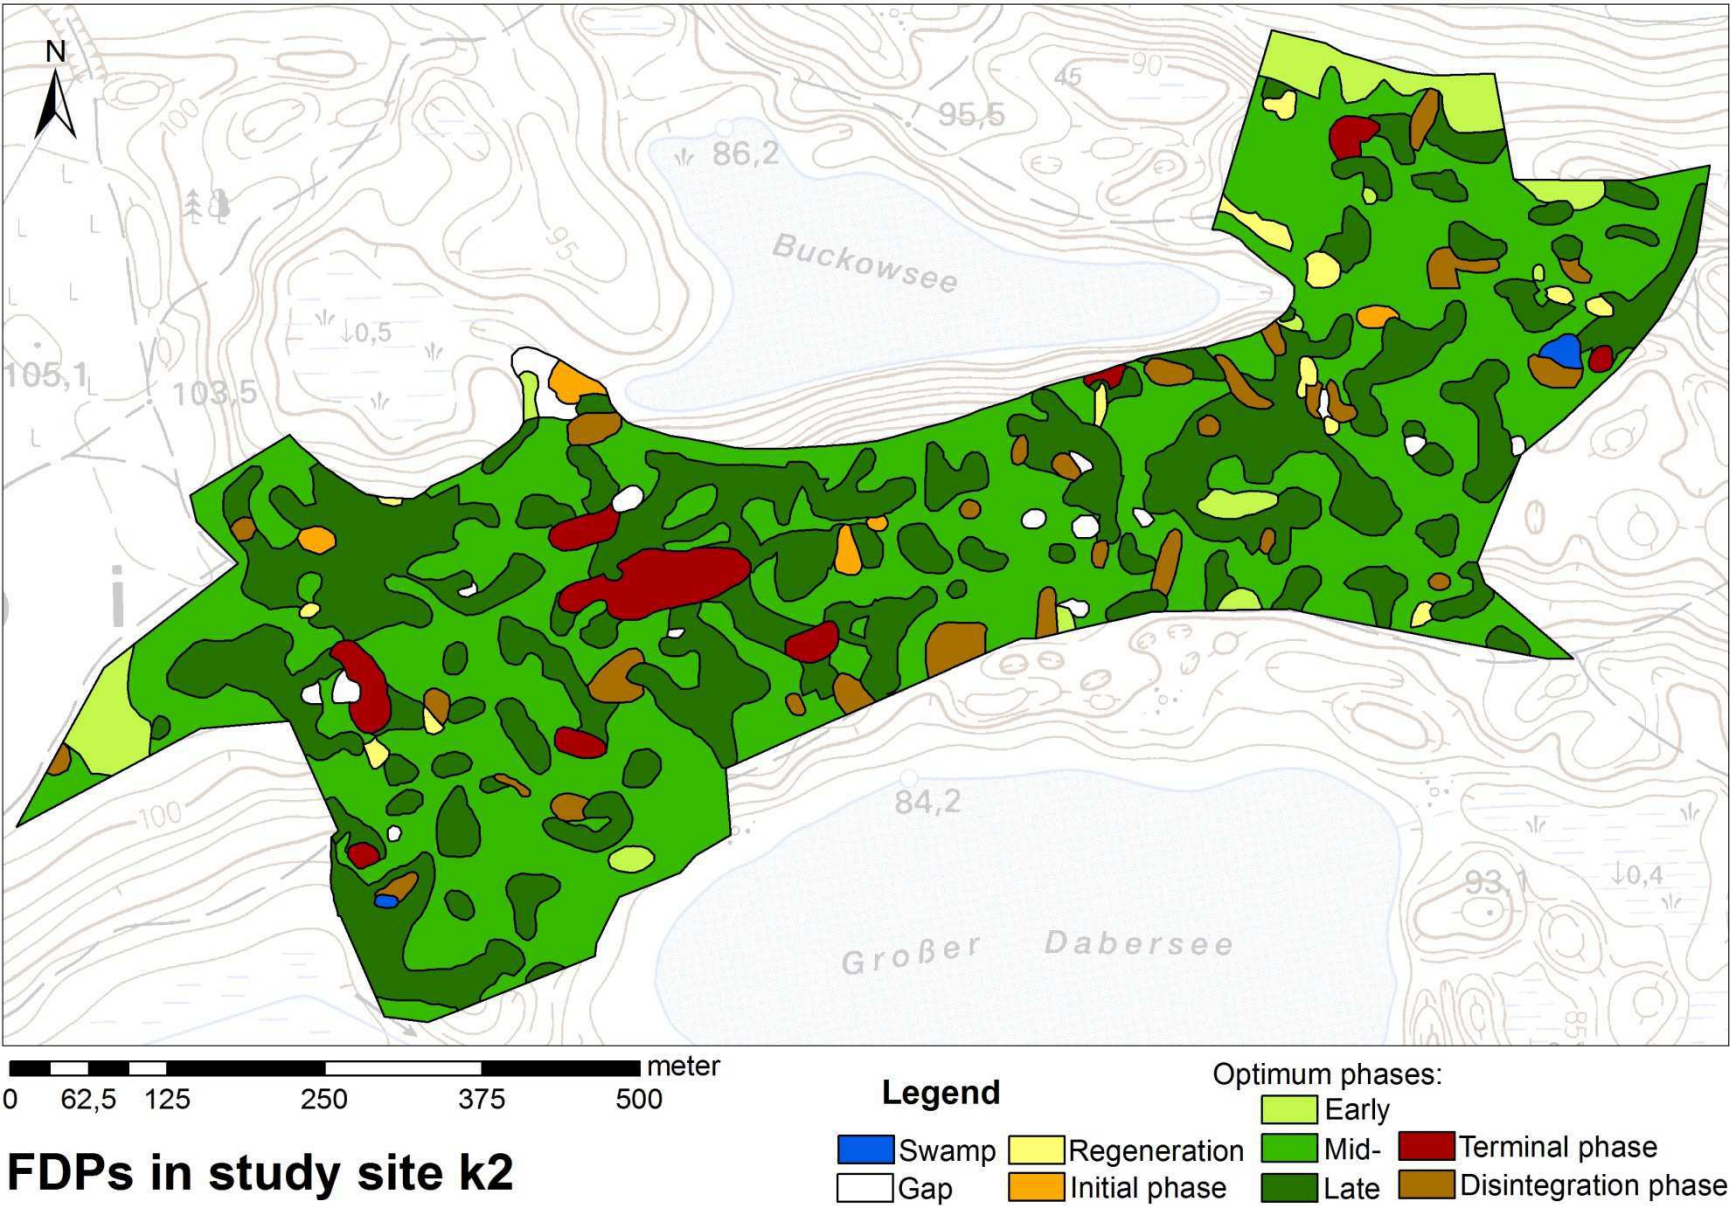 N
45
90
95,5
100
86,2
95
Buckowsee
↓0,5
105,1
103,5
i
84,2
100
93,1
↓0,4
Großer Dabersee
85
meter
0 62,5 125 250 375 500
FDPs in study site k2
Legend
Optimum phases:
Early
Swamp Regeneration Mid- Terminal phase
Gap Initial phase Late Disintegration phase